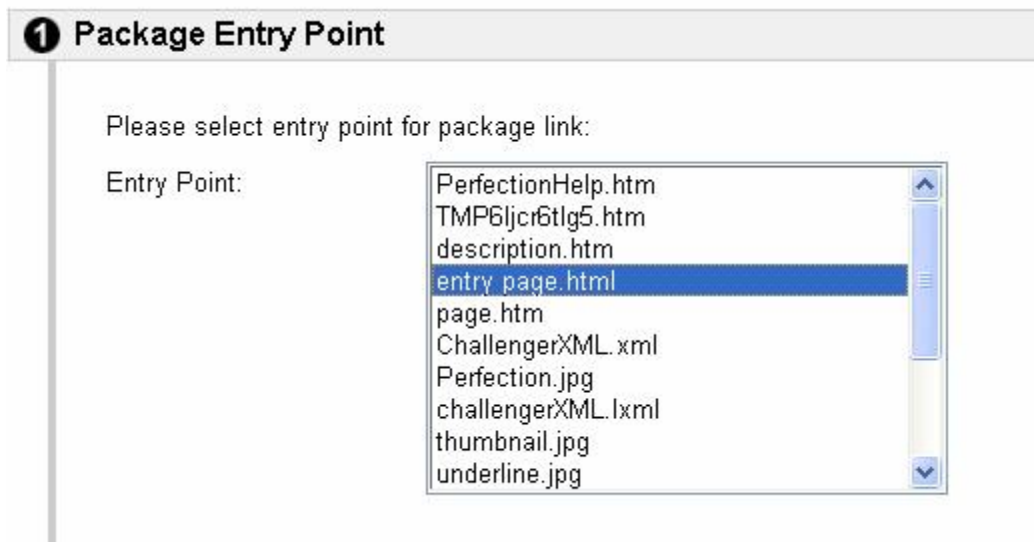 1 Package Entry Point
Please select entry point for package link:
Entry Point:
PerfectionHelp.htm
TMP6ljcr6tlg5.htm
description.htm
entry page.html
page.htm
ChallengerXML.xml
Perfection.jpg
challengerXML.lxml
thumbnail.jpg
underline.jpg